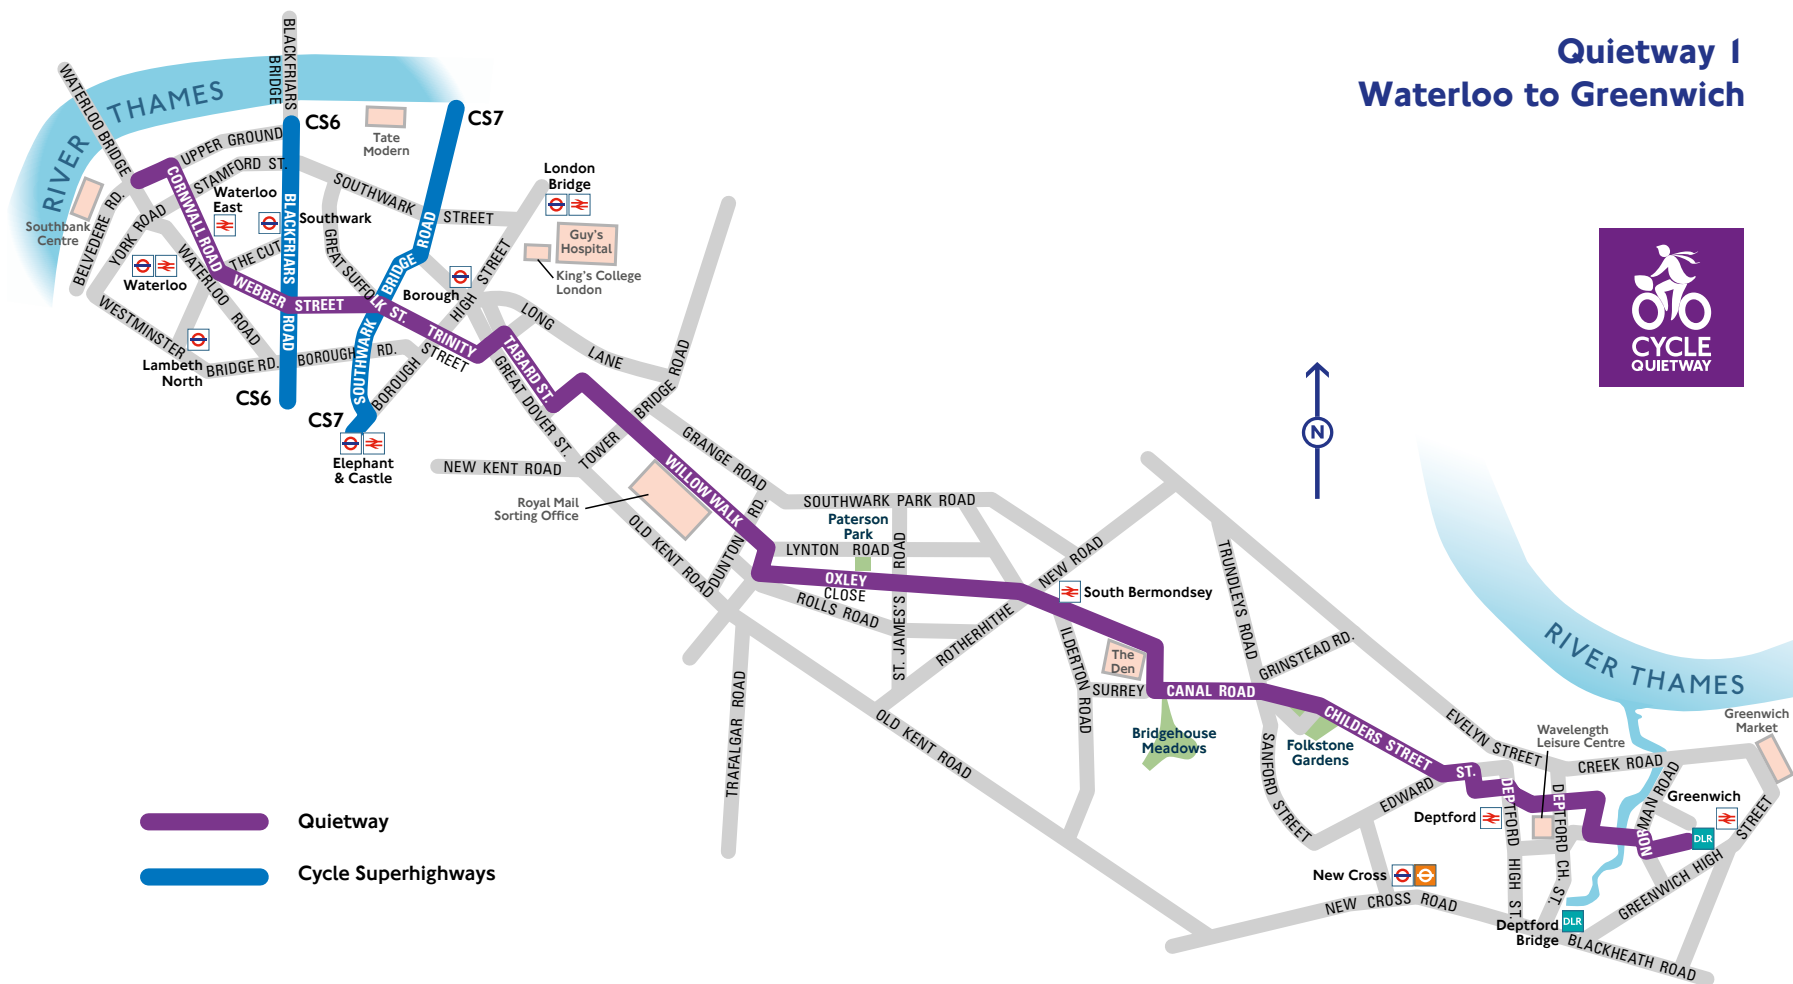 Quietway 1
Waterloo to Greenwich
BLACKFRIARS
BRIDGE
WATERLOO BRIDGE
RIVER THAMES
CS6
CS7
Tate
Modern
UPPER GROUND
STAMFORD ST.
CORNWALL ROAD
Waterloo
East
Southwark
SOUTHWARK STREET
London
Bridge
Guy's
Hospital
King's College
London
Southbank
Centre
BELVEDERE RD.
YORK ROAD
WATERLOO ROAD
THE CUT
BLACKFRIARS ROAD
GREAT SUFFOLK ST.
SOUTHWARK BRIDGE ROAD
Borough
BOROUGH HIGH STREET
Waterloo
WEBBER STREET
WESTMINSTER BRIDGE RD.
Lambeth
North
BOROUGH RD.
TRINITY
STREET
TABARD ST.
LONG LANE
GREAT DOVER ST.
CS6
CS7
Elephant
& Castle
TOWER BRIDGE ROAD
NEW KENT ROAD
GRANGE ROAD
WILLOW WALK
Royal Mail
Sorting Office
OLD KENT ROAD
DUNTON RD.
SOUTHWARK PARK ROAD
Paterson
Park
LYNTON ROAD
OXLEY
CLOSE
ROLLS ROAD
ST. JAMES'S ROAD
ROTHERHITHE NEW ROAD
South Bermondsey
TRAFALGAR ROAD
OLD KENT ROAD
ILDERTON ROAD
The
Den
SURREY CANAL ROAD
Bridgehouse
Meadows
TRUNDLEYS ROAD
GRINSTEAD RD.
Folkstone
Gardens
CHILDERS STREET
SANFORD STREET
EVELYN STREET
EDWARD ST.
Wavelength
Leisure Centre
CREEK ROAD
Greenwich
Market
RIVER THAMES
Deptford
DEPTFORD HIGH ST.
DEPTFORD CH. ST.
NORMAN ROAD
Greenwich
DLR
GREENWICH HIGH STREET
New Cross
NEW CROSS ROAD
Deptford
Bridge
DLR
BLACKHEATH ROAD
N
CYCLE
QUIETWAY
Quietway
Cycle Superhighways